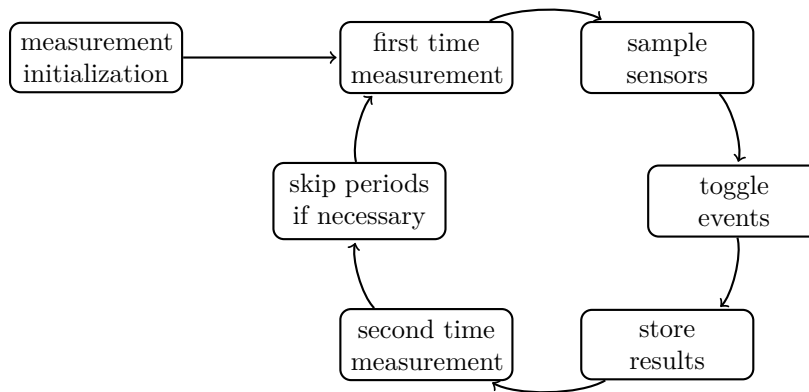 measurement
initialization
first time
measurement
sample
sensors
toggle
events
store
results
second time
measurement
skip periods
if necessary